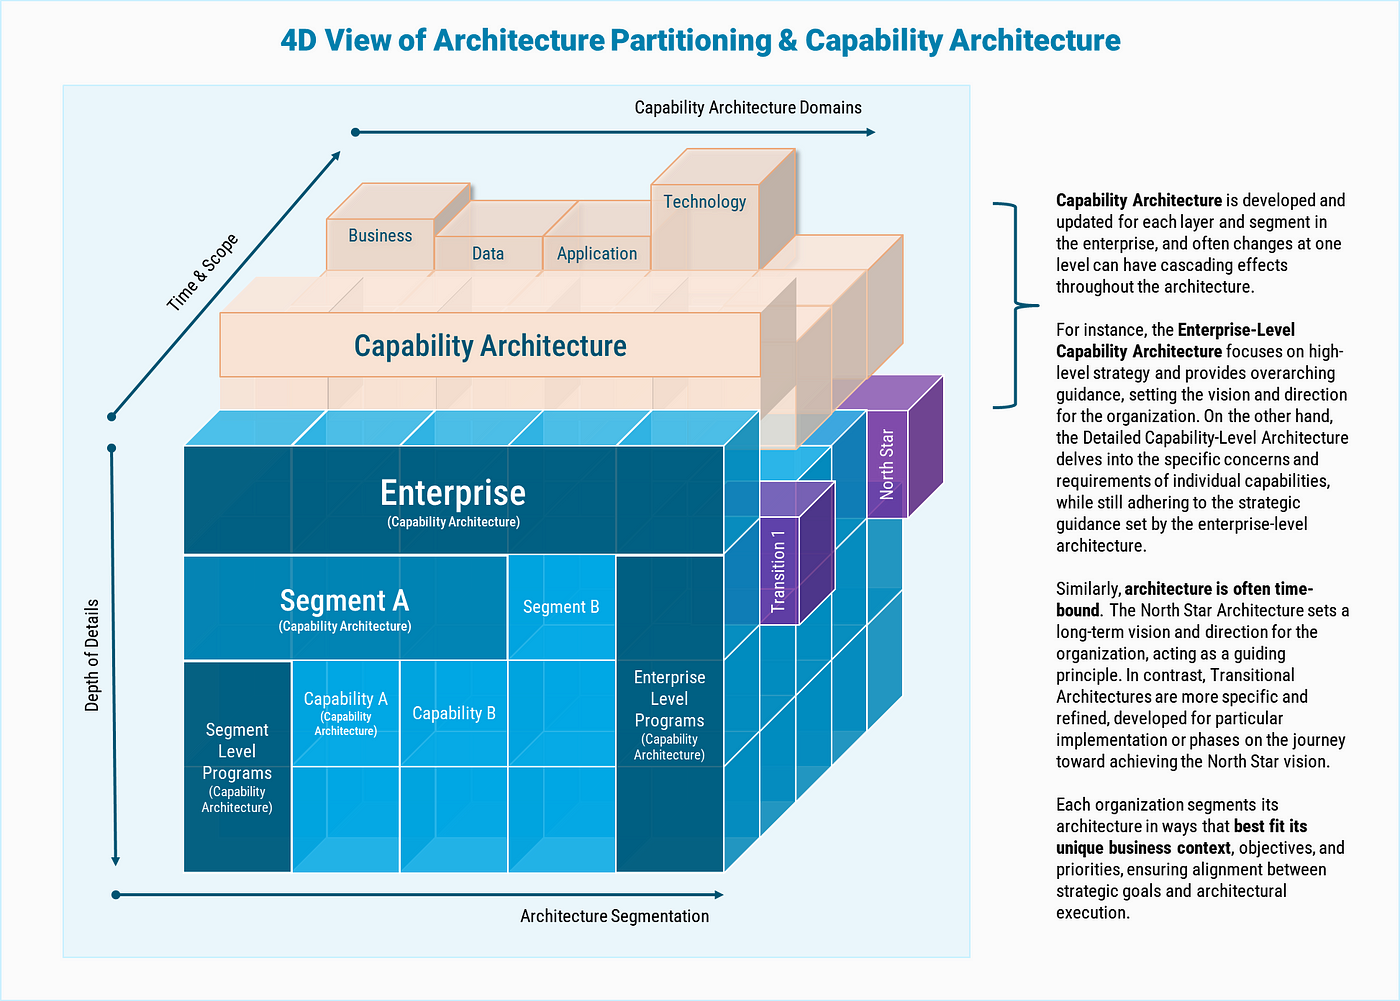 4D View of Architecture Partitioning & Capability Architecture
Capability Architecture Domains
Time & Scope
Business
Data
Application
Technology
Capability Architecture
North Star
Transition 1
Enterprise
(Capability Architecture)
Segment A
(Capability Architecture)
Segment B
Depth of Details
Segment
Level
Programs
(Capability
Architecture)
Capability A
(Capability
Architecture)
Capability B
Enterprise
Level
Programs
(Capability
Architecture)
Architecture Segmentation
Capability Architecture is developed and
updated for each layer and segment in
the enterprise, and often changes at one
level can have cascading effects
throughout the architecture.
For instance, the Enterprise-Level
Capability Architecture focuses on high-
level strategy and provides overarching
guidance, setting the vision and direction
for the organization. On the other hand,
the Detailed Capability-Level Architecture
delves into the specific concerns and
requirements of individual capabilities,
while still adhering to the strategic
guidance set by the enterprise-level
architecture.
Similarly, architecture is often time-
bound. The North Star Architecture sets a
long-term vision and direction for the
organization, acting as a guiding
principle. In contrast, Transitional
Architectures are more specific and
refined, developed for particular
implementation or phases on the journey
toward achieving the North Star vision.
Each organization segments its
architecture in ways that best fit its
unique business context, objectives, and
priorities, ensuring alignment between
strategic goals and architectural
execution.